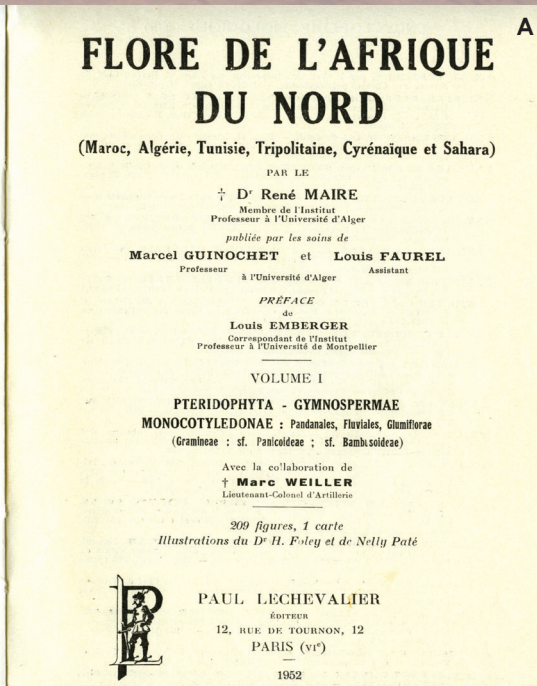 A
FLORE DE L'AFRIQUE
DU NORD
(Maroc, Algérie, Tunisie, Tripolitaine, Cyrénaïque et Sahara)
PAR LE
† Dr René MAIRE
Membre de l'Institut
Professeur à l'Université d'Alger
publiée par les soins de
Marcel GUINOCHET et Louis FAUREL
Professeur Assistant
à l'Université d'Alger
PRÉFACE
de
Louis EMBERGER
Correspondant de l'Institut
Professeur à l'Université de Montpellier
VOLUME I
PTERIDOPHYTA - GYMNOSPERMAE
MONOCOTYLEDONAE : Pandanales, Fluviales, Glumiflorae
(Gramineae : sf. Panicoideae ; sf. Bambusoideae)
Avec la collaboration de
† Marc WEILLER
Lieutenant-Colonel d'Artillerie
209 figures, 1 carte
Illustrations du Dr H. Foley et de Nelly Paté
PAUL LECHEVALIER
ÉDITEUR
12, RUE DE TOURNON, 12
PARIS (VIe)
1952